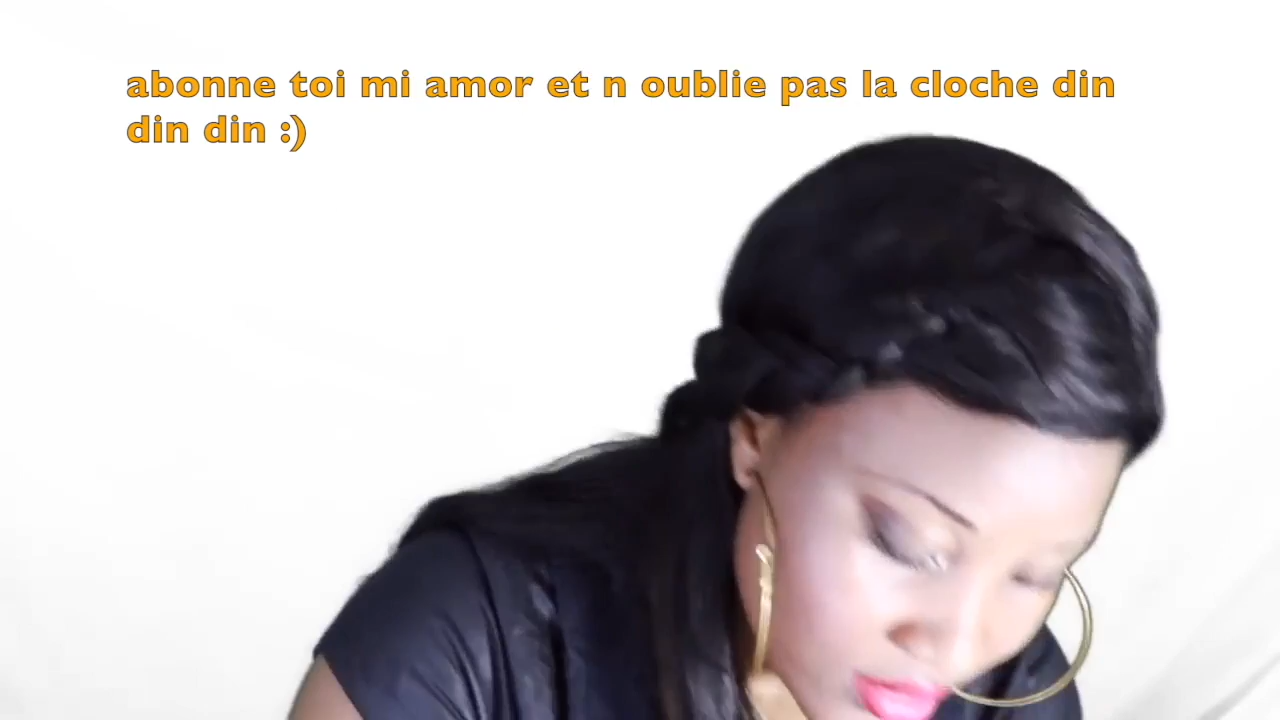 abonne toi mi amor et n oublie pas la cloche din
din din :)